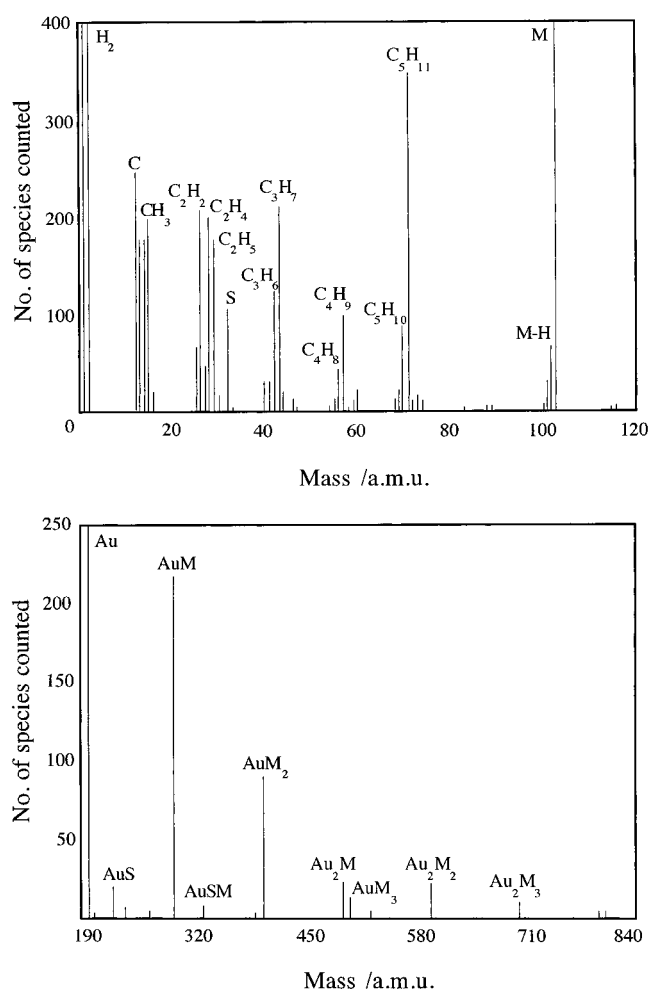 400
H₂
M
C₅H₁₁
300
C
C₂H₂
C₃H₇
200
CH₃
C₂H₄
C₂H₅
C₃H₆
S
C₄H₉
100
C₅H₁₀
M-H
C₄H₈
0 20 40 60 80 100 120
No. of species counted
Mass /a.m.u.
250
Au
AuM
200
150
100
AuM₂
50
Au₂M
Au₂M₂
AuS
AuSM
AuM₃
Au₂M₃
190 320 450 580 710 840
No. of species counted
Mass /a.m.u.